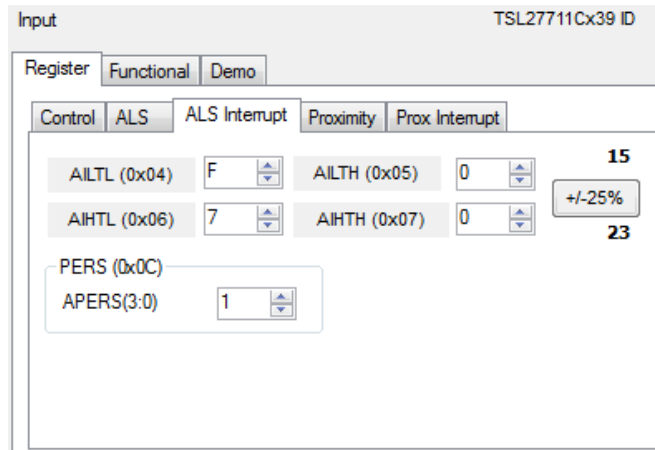 Input TSL27711Cx39 ID
Register Functional Demo
Control ALS ALS Interrupt Proximity Prox Interrupt
15
AILTL (0x04) F AILTH (0x05) 0
+/-25%
AIHTL (0x06) 7 AIHTH (0x07) 0
23
PERS (0x0C)
APERS(3:0) 1